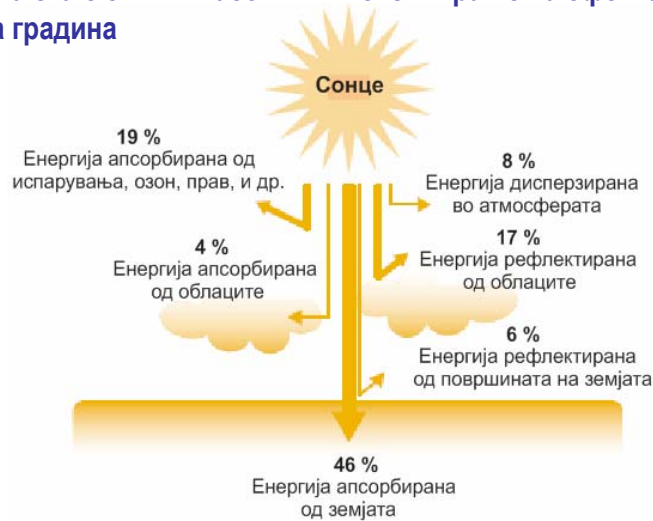 а градина
Сонце
19 %
Енергија апсорбирана од
испарувања, озон, прав, и др.
8 %
Енергија дисперзирана
во атмосферата
4 %
Енергија апсорбирана
од облаците
17 %
Енергија рефлектирана
од облаците
6 %
Енергија рефлектирана
од површината на земјата
46 %
Енергија апсорбирана
од земјата